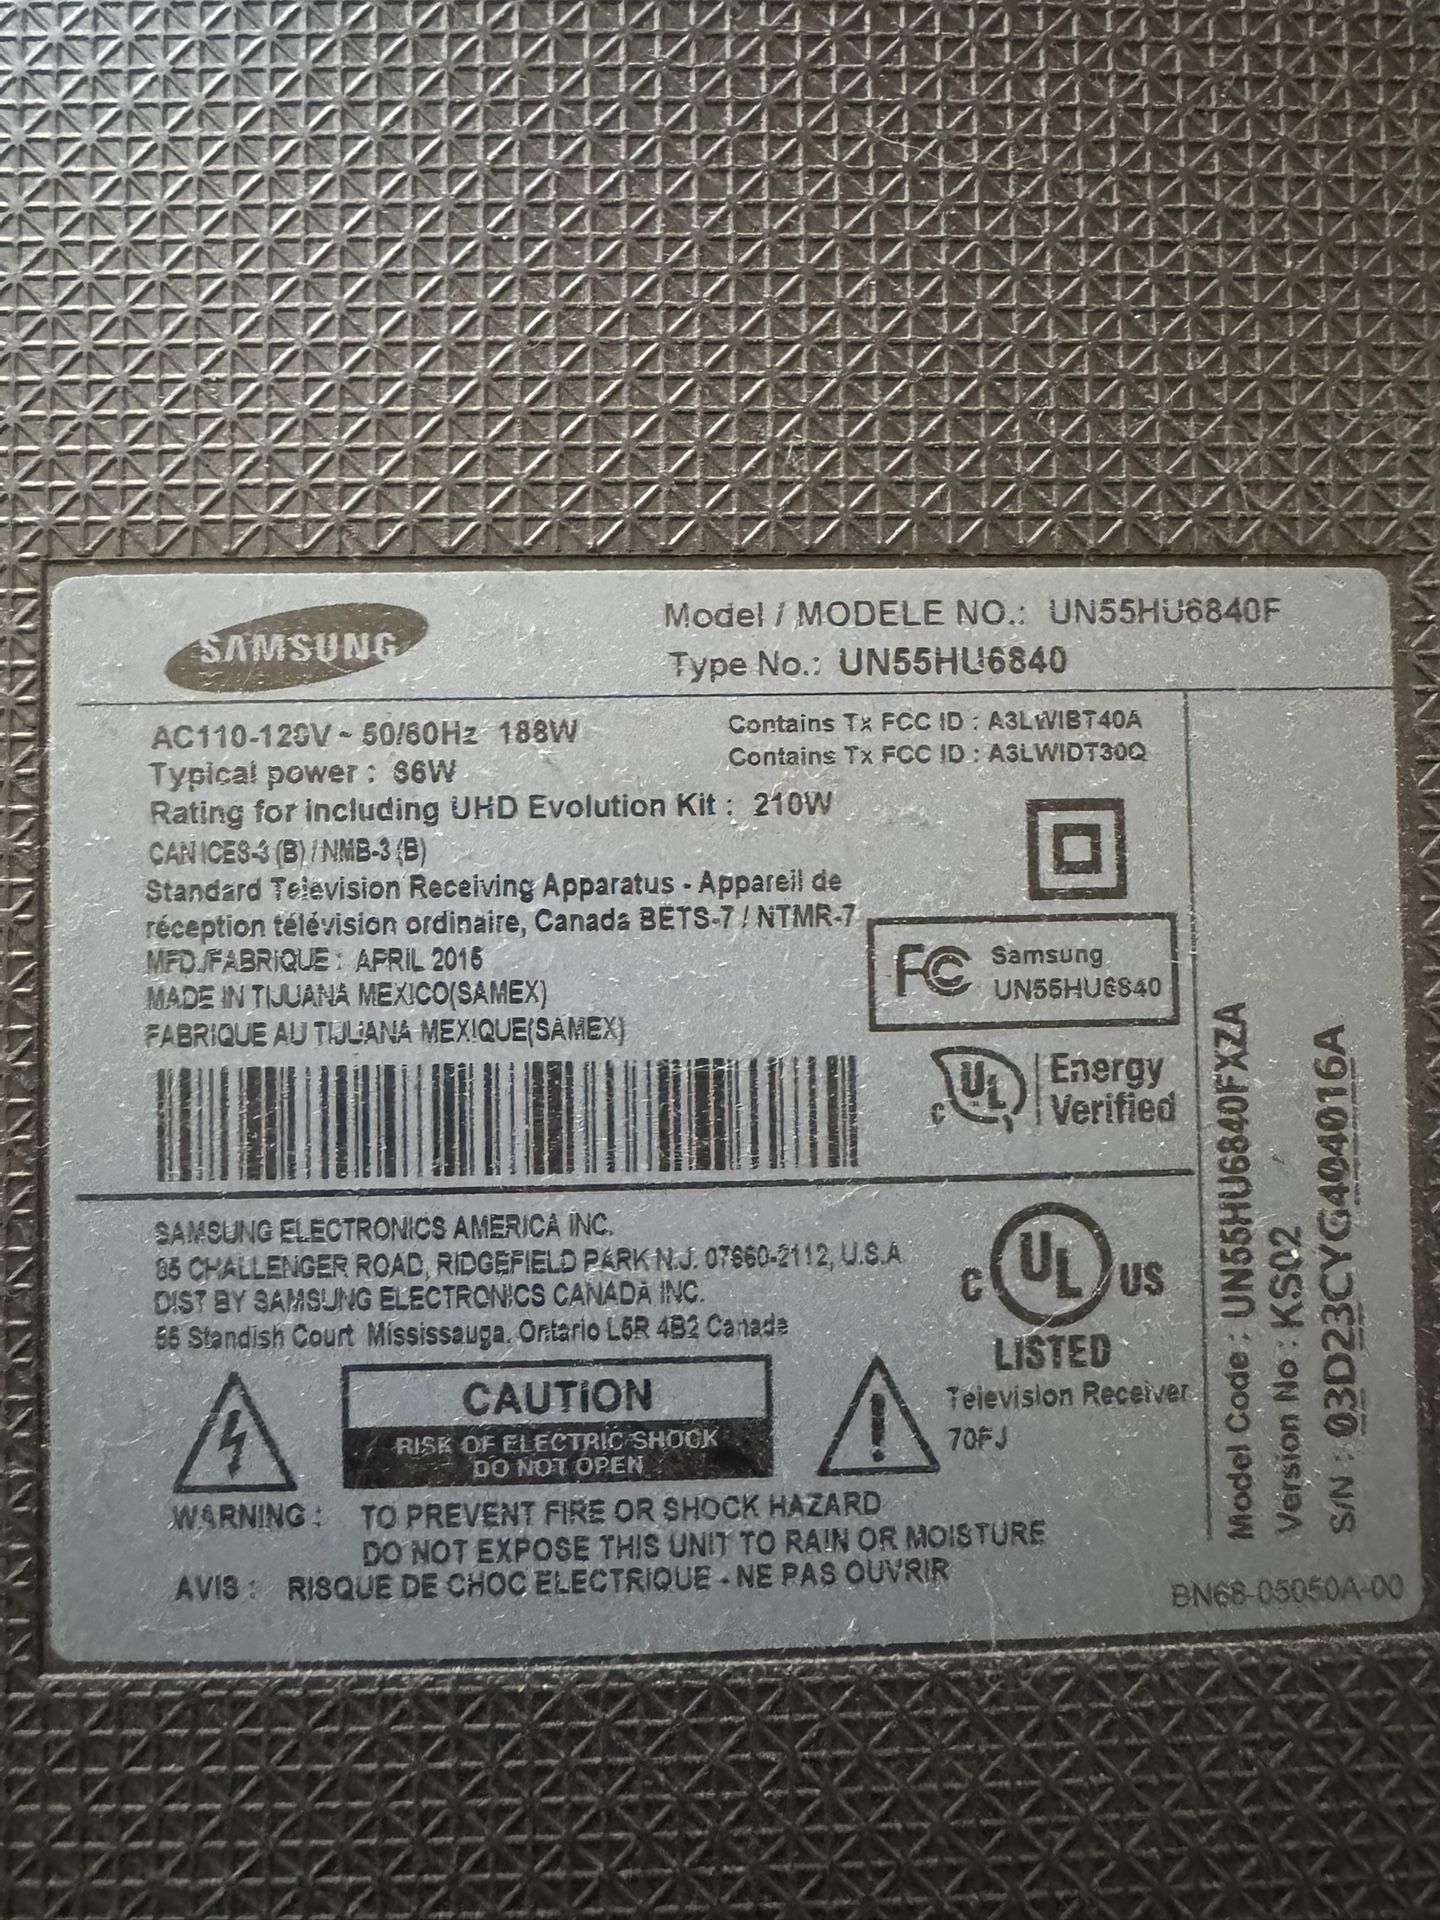 SAMSUNG
Model / MODELE NO.: UN55HU6840F
Type No.: UN55HU6840
AC110-120V ~ 50/60Hz 188W
Typical power : 86W
Rating for including UHD Evolution Kit : 210W
CAN ICES-3 (B) / NMB-3 (B)
Standard Television Receiving Apparatus - Appareil de
réception télévision ordinaire, Canada BETS-7 / NTMR-7
MFD./FABRIQUE : APRIL 2015
MADE IN TIJUANA MEXICO(SAMEX)
FABRIQUE AU TIJUANA MEXIQUE(SAMEX)
Contains Tx FCC ID : A3LWIBT40A
Contains Tx FCC ID : A3LWIDT30Q
FC Samsung
UN55HU6840
c UL Energy
Verified
SAMSUNG ELECTRONICS AMERICA INC.
85 CHALLENGER ROAD, RIDGEFIELD PARK N.J. 07660-2112, U.S.A
DIST BY SAMSUNG ELECTRONICS CANADA INC.
55 Standish Court Mississauga, Ontario L5R 4B2 Canada
C UL US
LISTED
Television Receiver
70FJ
CAUTION
RISK OF ELECTRIC SHOCK
DO NOT OPEN
WARNING : TO PREVENT FIRE OR SHOCK HAZARD
DO NOT EXPOSE THIS UNIT TO RAIN OR MOISTURE
AVIS : RISQUE DE CHOC ELECTRIQUE - NE PAS OUVRIR
Model Code : UN55HU6840FXZA
Version No : KS02
S/N : 03D23CYG404016A
BN68-05050A-00